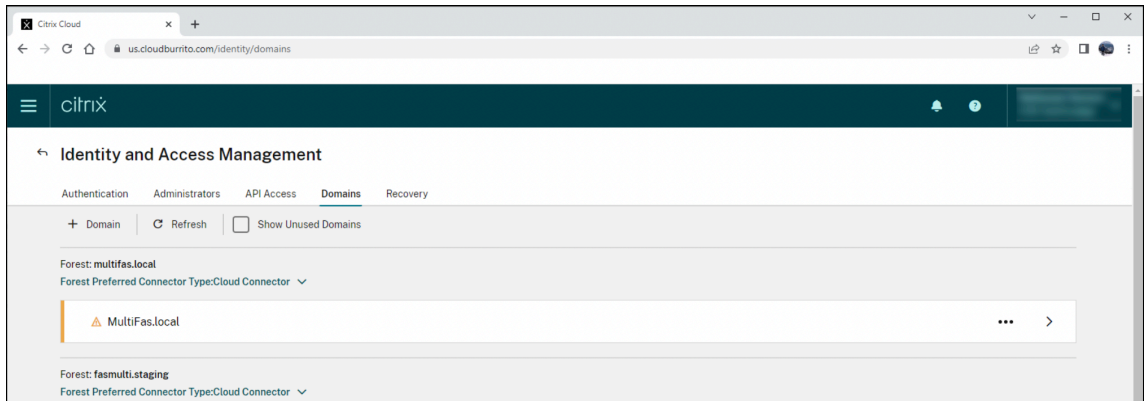 Citrix Cloud
us.cloudburrito.com/identity/domains
citrix
Identity and Access Management
Authentication Administrators API Access Domains Recovery
+ Domain Refresh Show Unused Domains
Forest: multifas.local
Forest Preferred Connector Type:Cloud Connector
MultiFas.local
Forest: fasmulti.staging
Forest Preferred Connector Type:Cloud Connector